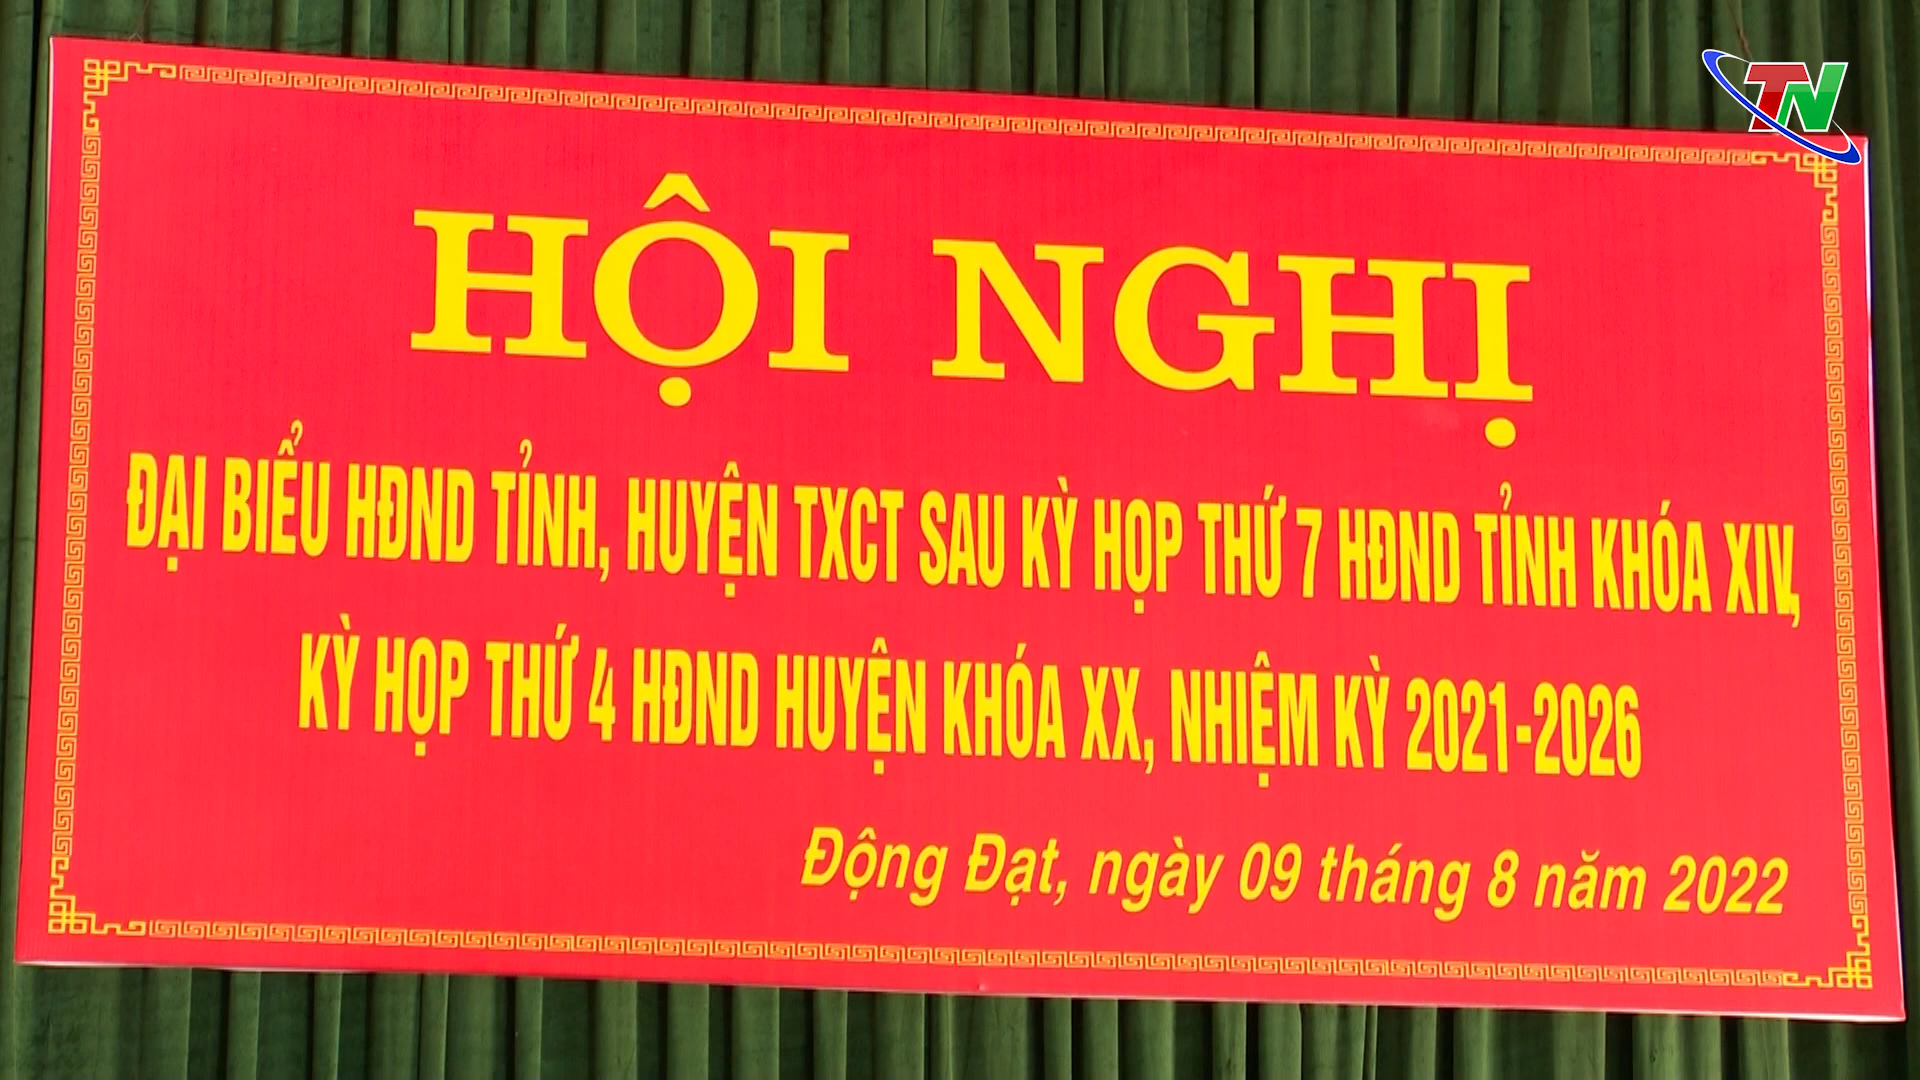 TN
HỘI NGHỊ
ĐẠI BIỂU HĐND TỈNH, HUYỆN TXCT SAU KỲ HỌP THỨ 7 HĐND TỈNH KHÓA XIV,
KỲ HỌP THỨ 4 HĐND HUYỆN KHÓA XX, NHIỆM KỲ 2021-2026
Động Đạt, ngày 09 tháng 8 năm 2022